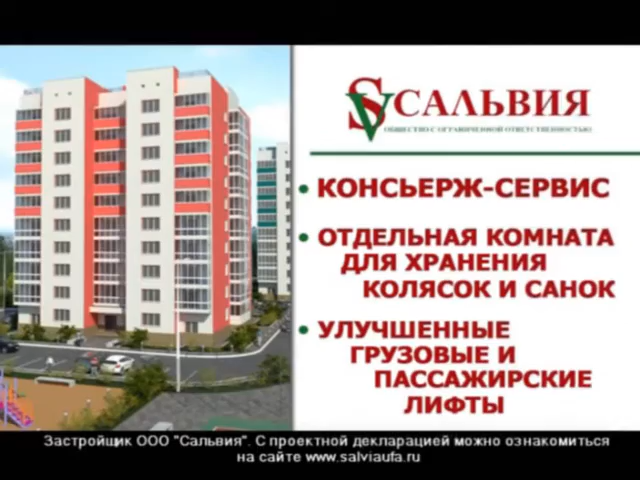 SV САЛЬВИЯ
ОБЩЕСТВО С ОГРАНИЧЕННОЙ ОТВЕТСТВЕННОСТЬЮ
• КОНСЬЕРЖ-СЕРВИС
• ОТДЕЛЬНАЯ КОМНАТА
ДЛЯ ХРАНЕНИЯ
КОЛЯСОК И САНОК
• УЛУЧШЕННЫЕ
ГРУЗОВЫЕ И
ПАССАЖИРСКИЕ
ЛИФТЫ
Застройщик ООО "Сальвия". С проектной декларацией можно ознакомиться
на сайте www.salviaufa.ru